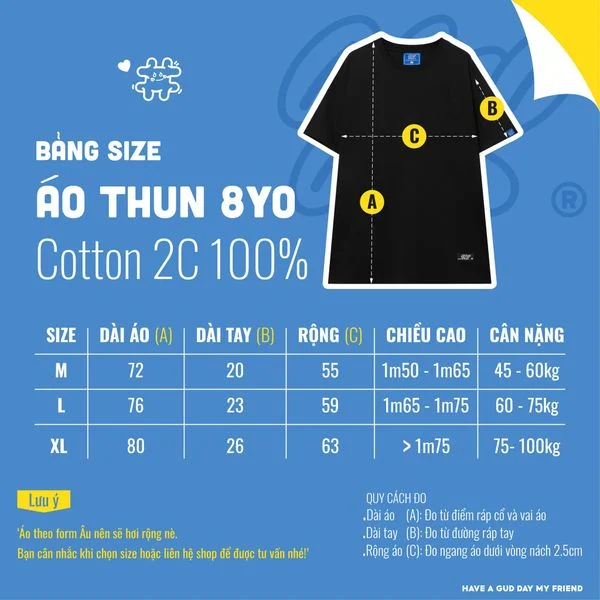 BẢNG SIZE
ÁO THUN 8YO
Cotton 2C 100%
A
B
C
®
SIZE DÀI ÁO (A) DÀI TAY (B) RỘNG (C) CHIỀU CAO CÂN NẶNG
M 72 20 55 1m50 - 1m65 45 - 60kg
L 76 23 59 1m65 - 1m75 60 - 75kg
XL 80 26 63 > 1m75 75- 100kg
Lưu ý
'Áo theo form Âu nên sẽ hơi rộng nè.
Bạn cân nhắc khi chọn size hoặc liên hệ shop để được tư vấn nhé!'
QUY CÁCH ĐO
.Dài áo (A): Đo từ điểm ráp cổ và vai áo
.Dài tay (B): Đo từ đường ráp tay
.Rộng áo (C): Đo ngang áo dưới vòng nách 2.5cm
HAVE A GUD DAY MY FRIEND